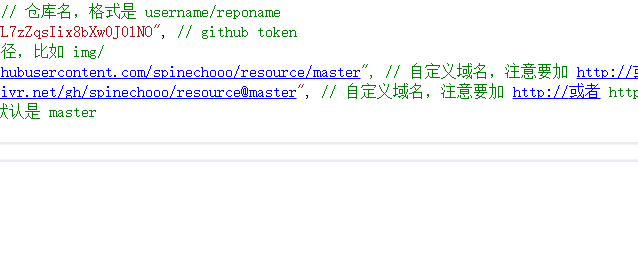 // 仓库名，格式是 username/reponame
L7zZqsIix8bXw0J01NO", // github token
径，比如 img/
hubusercontent.com/spinechooo/resource/master", // 自定义域名，注意要加 http://或
ivr.net/gh/spinechooo/resource@master", // 自定义域名，注意要加 http://或者 http
默认是 master